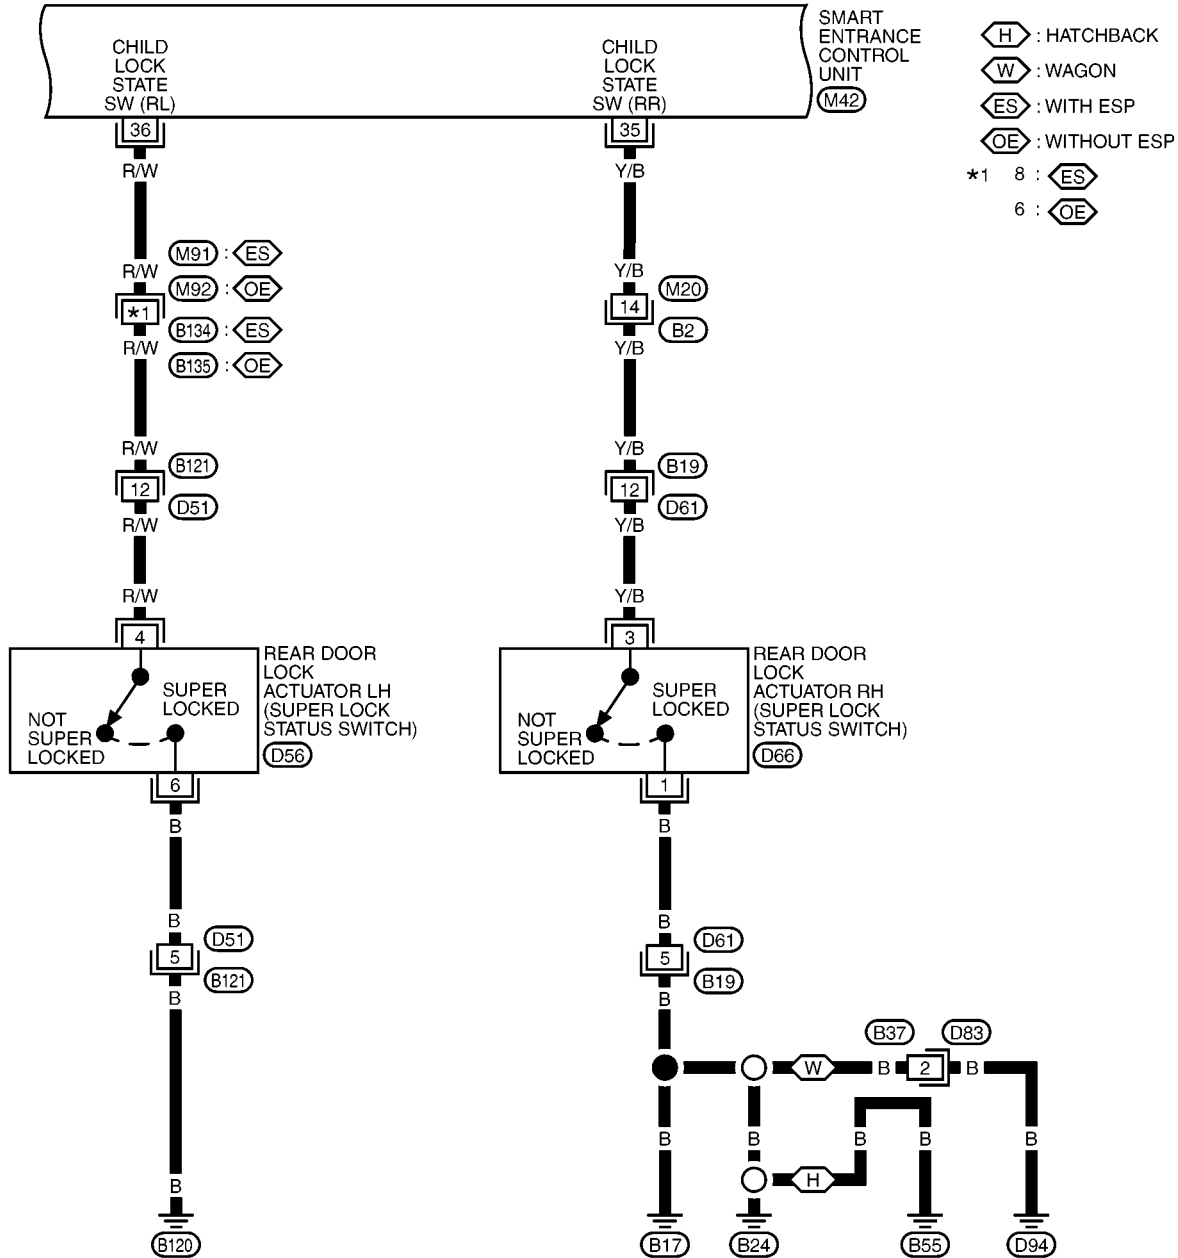 SMART
ENTRANCE
CONTROL
UNIT
M42
CHILD
LOCK
STATE
SW (RL)
CHILD
LOCK
STATE
SW (RR)
H : HATCHBACK
W : WAGON
ES : WITH ESP
OE : WITHOUT ESP
*1 8 : ES
6 : OE
36
35
R/W
Y/B
M91 : ES
R/W
M92 : OE
*1
B134 : ES
R/W
B135 : OE
Y/B
M20
14
B2
Y/B
R/W
B121
12
D51
R/W
Y/B
B19
12
D61
Y/B
R/W
Y/B
4
3
REAR DOOR
LOCK
ACTUATOR LH
(SUPER LOCK
STATUS SWITCH)
D56
SUPER
LOCKED
NOT
SUPER
LOCKED
REAR DOOR
LOCK
ACTUATOR RH
(SUPER LOCK
STATUS SWITCH)
D66
SUPER
LOCKED
NOT
SUPER
LOCKED
6
1
B
B
B
D51
5
B121
B
B
D61
5
B19
B
B37
D83
W
B
2
B
B
B
B
B
B
H
B
B120
B17
B24
B55
D94